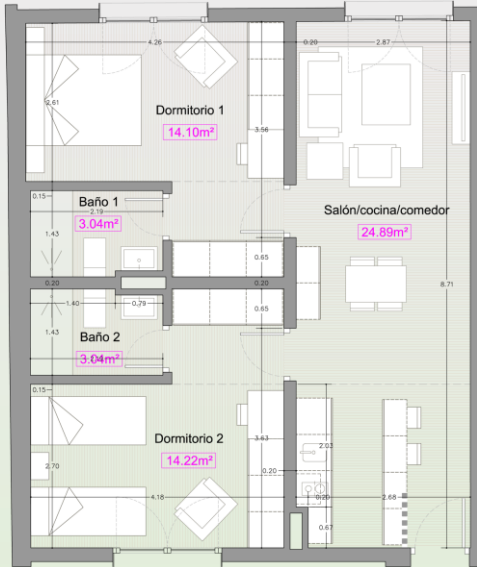 4.26
0.20
2.87
2.61
Dormitorio 1
14.10m²
3.56
0.15
Baño 1
2.19
3.04m²
Salón/cocina/comedor
24.89m²
1.43
0.65
8.71
0.20
0.20
1.40
0.79
0.65
1.43
Baño 2
3.04m²
0.15
Dormitorio 2
14.22m²
3.63
2.03
2.70
0.20
4.18
0.20
2.68
0.67